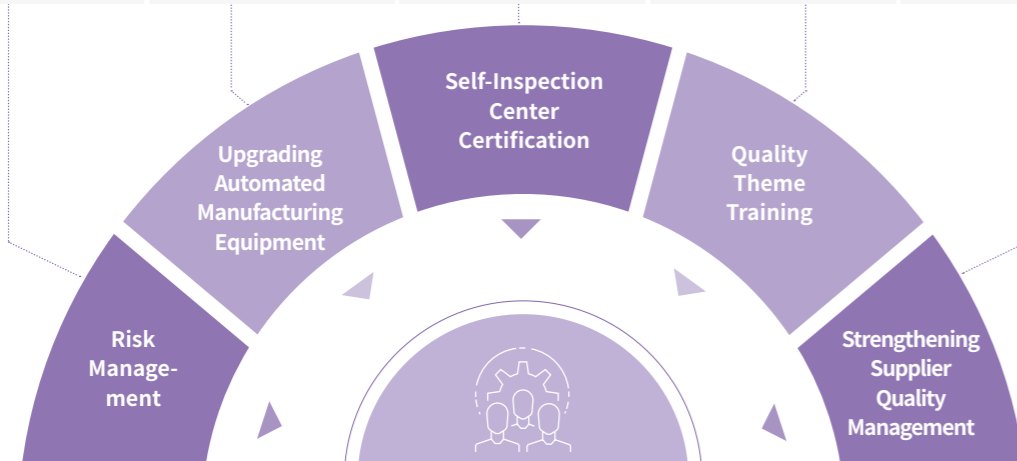 Self-Inspection
Center
Certification
Upgrading
Automated
Manufacturing
Equipment
Quality
Theme
Training
Risk
Manage-
ment
Strengthening
Supplier
Quality
Management